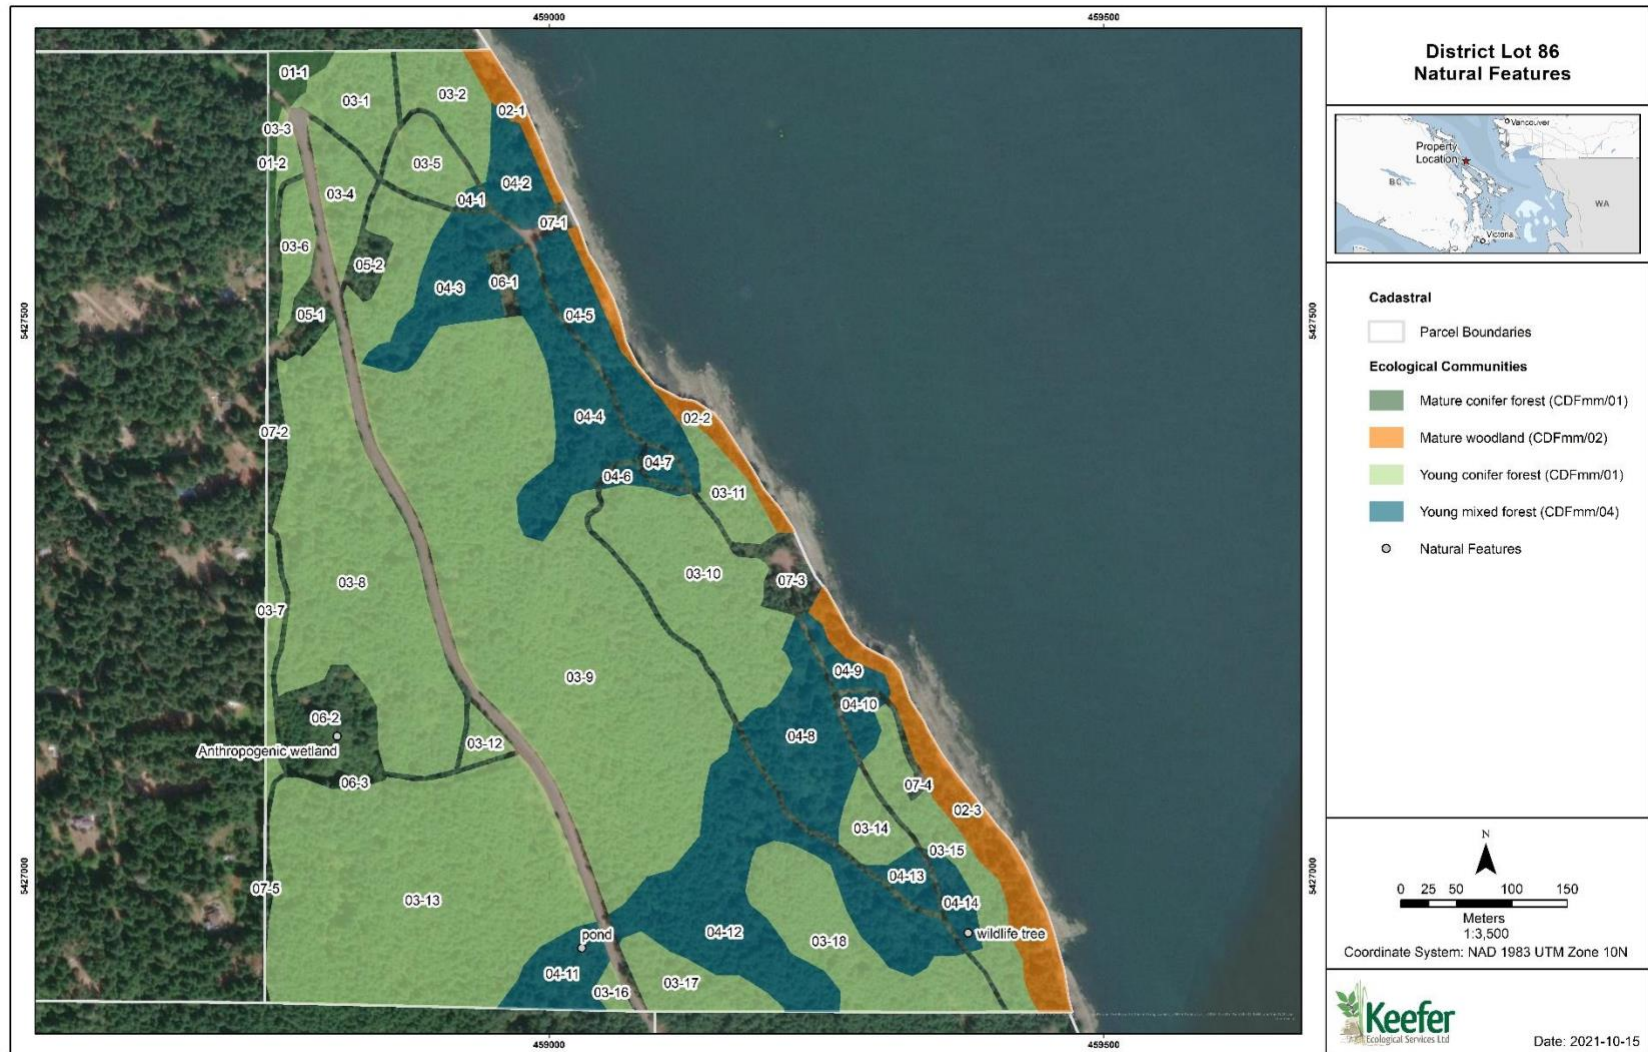 459000
459500
01-1
03-1
03-2
02-1
03-3
01-2
03-5
03-4
04-2
04-1
07-1
03-6
05-2
04-3
06-1
05-1
04-5
5427500
5427500
07-2
04-4
02-2
04-7
04-6
03-11
03-10
07-3
03-8
03-7
03-9
04-9
04-10
06-2
04-8
Anthropogenic wetland
03-12
06-3
07-4
02-3
03-14
03-15
5427000
5427000
07-5
03-13
04-13
04-14
pond
04-12
03-18
wildlife tree
04-11
03-16
03-17
459000
459500
District Lot 86
Natural Features
Vancouver
Property
Location
BC
WA
Victoria
Cadastral
Parcel Boundaries
Ecological Communities
Mature conifer forest (CDFmm/01)
Mature woodland (CDFmm/02)
Young conifer forest (CDFmm/01)
Young mixed forest (CDFmm/04)
Natural Features
N
0 25 50 100 150
Meters
1:3,500
Coordinate System: NAD 1983 UTM Zone 10N
Keefer
Ecological Services Ltd
Date: 2021-10-15